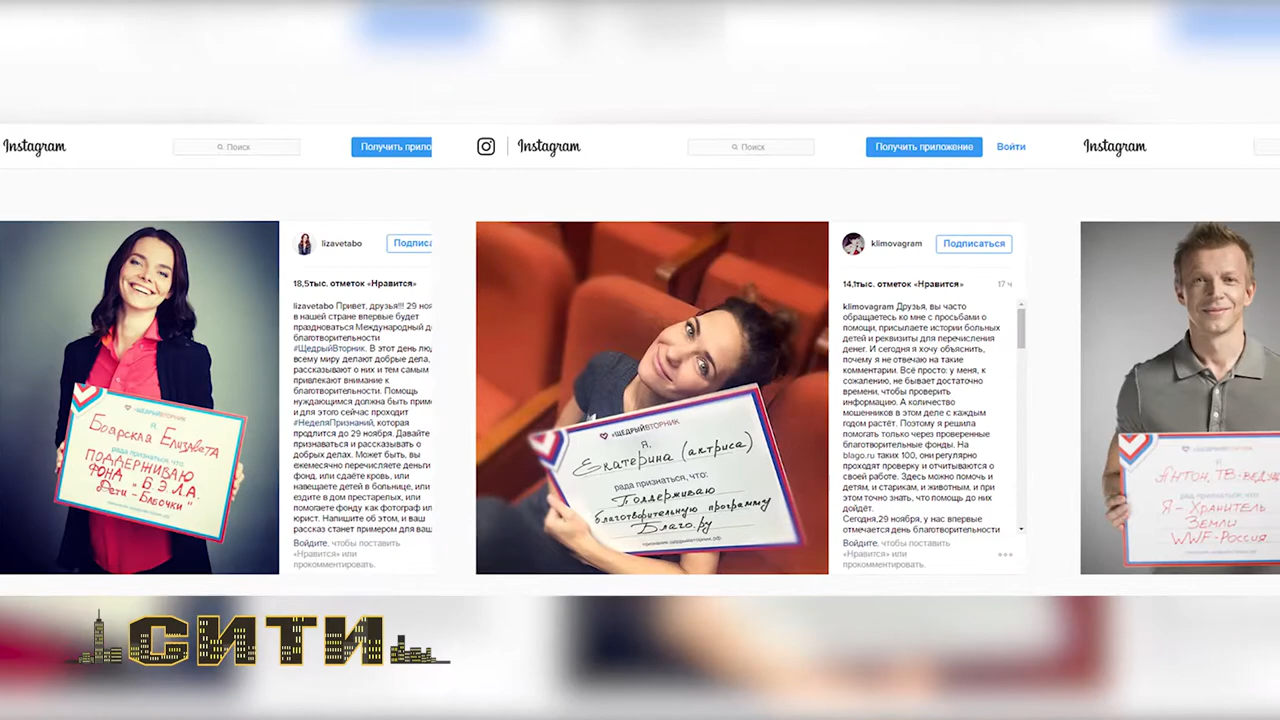 Instagram
Поиск
Получить прило
lizavetabo
Подписа
18,5тыс. отметок «Нравится»
lizavetabo Привет, друзья!!! 29 ноя
в нашей стране впервые будет
праздноваться Международный д
благотворительности
#ЩедрыйВторник. В этот день лю
всему миру делают добрые дела,
рассказывают о них и тем самым
привлекают внимание к
благотворительности. Помощь
нуждающимся должна быть прим
и для этого сейчас проходит
#НеделяПризнаний, которая
продлится до 29 ноября. Давайте
признаваться и рассказывать о
добрых делах. Может быть, вы
ежемесячно перечисляете деньги
фонд, или сдаёте кровь, или
навещаете детей в больнице, или
ездите в дом престарелых, или
помогаете фонду как фотограф ил
юрист. Напишите об этом, и ваш
рассказ станет примером для ваш
Войдите, чтобы поставить
«Нравится» или
прокомментировать.
#ЩЕДРЫЙВТОРНИК
Я,
Боярская Елизавета
рада признаться, что:
ПОДДЕРЖИВАЮ
ФОНД "Б.Э.Л.А.
Дети-Бабочки"
Instagram
Поиск
Получить приложение
Войти
klimovagram
Подписаться
14,1тыс. отметок «Нравится»
17 ч
klimovagram Друзья, вы часто
обращаетесь ко мне с просьбами о
помощи, присылаете истории больных
детей и реквизиты для перечисления
денег. И сегодня я хочу объяснить,
почему я не отвечаю на такие
комментарии. Всё просто: у меня, к
сожалению, не бывает достаточно
времени, чтобы проверить
информацию. А количество
мошенников в этом деле с каждым
годом растёт. Поэтому я решила
помогать только через проверенные
благотворительные фонды. На
blago.ru таких 100, они регулярно
проходят проверку и отчитываются о
своей работе. Здесь можно помочь и
детям, и старикам, и животным, и при
этом точно знать, что помощь до них
дойдёт.
Сегодня,29 ноября, у нас впервые
отмечается день благотворительности
Войдите, чтобы поставить
«Нравится» или
прокомментировать.
#ЩЕДРЫЙВТОРНИК
Я,
Екатерина (актриса)
рада признаться, что:
Поддерживаю
благотворительную программу
Благо.ру
признания.щедрыйвторник.рф
Instagram
Я
Антон, ТВ-ведущ
рад признаться, что:
Я - Хранитель
Земли
WWF-Россия
СИТИ